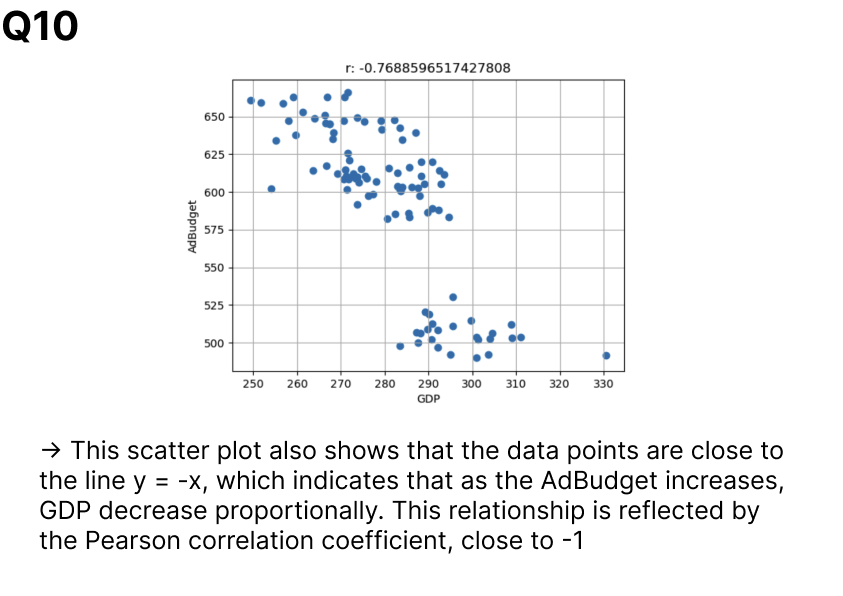 Q10
r: -0.7688596517427808
650
625
600
575
550
525
500
AdBudget
250 260 270 280 290 300 310 320 330
GDP
→ This scatter plot also shows that the data points are close to
the line y = -x, which indicates that as the AdBudget increases,
GDP decrease proportionally. This relationship is reflected by
the Pearson correlation coefficient, close to -1